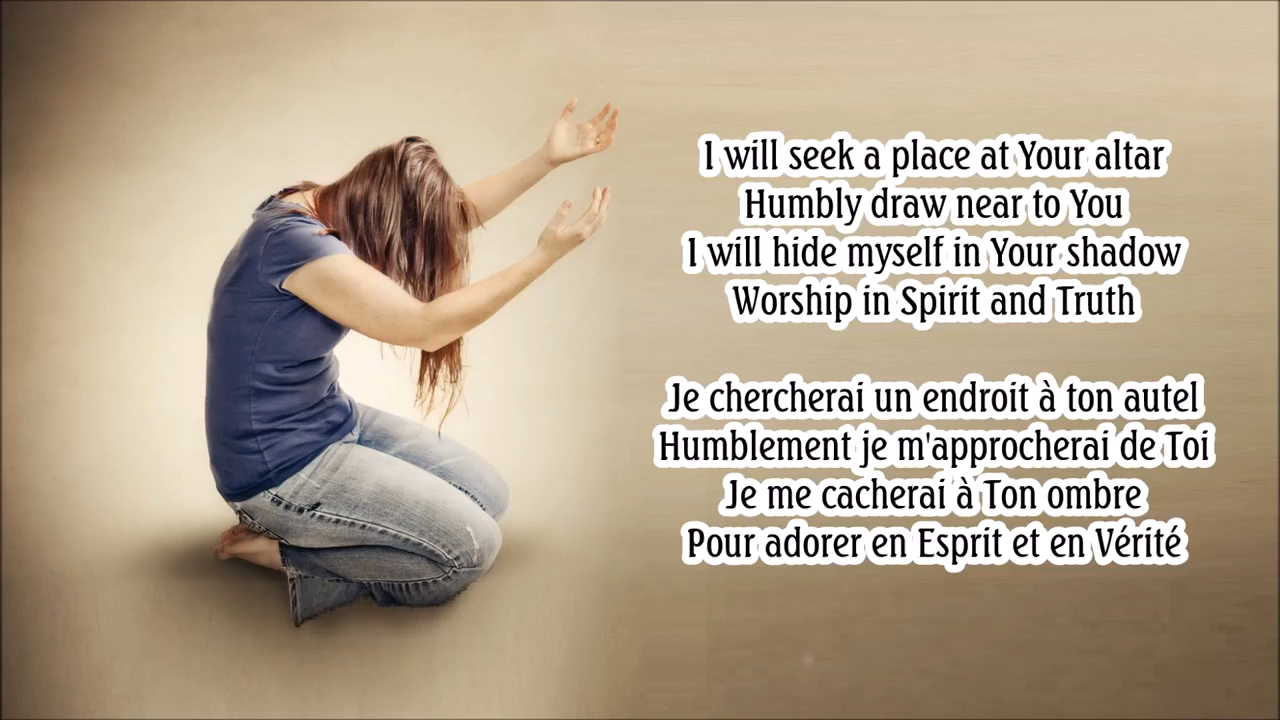 I will seek a place at Your altar
Humbly draw near to You
I will hide myself in Your shadow
Worship in Spirit and Truth
Je chercherai un endroit à ton autel
Humblement je m'approcherai de Toi
Je me cacherai à Ton ombre
Pour adorer en Esprit et en Vérité